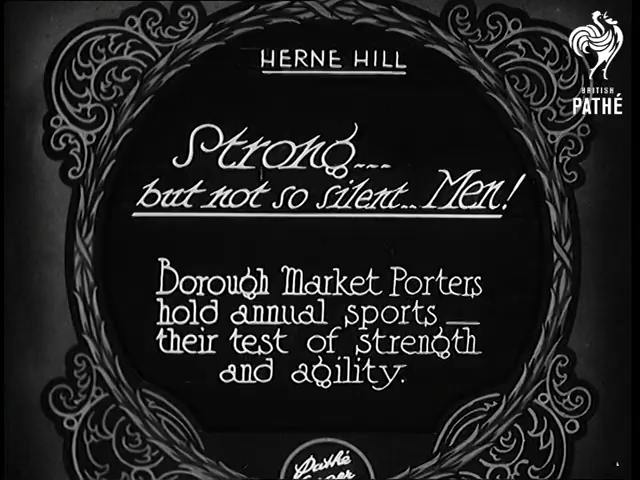 HERNE HILL
Strong...
but not so silent.. Men!
Borough Market Porters
hold annual sports —
their test of strength
and agility.
Pathé
BRITISH
PATHÉ